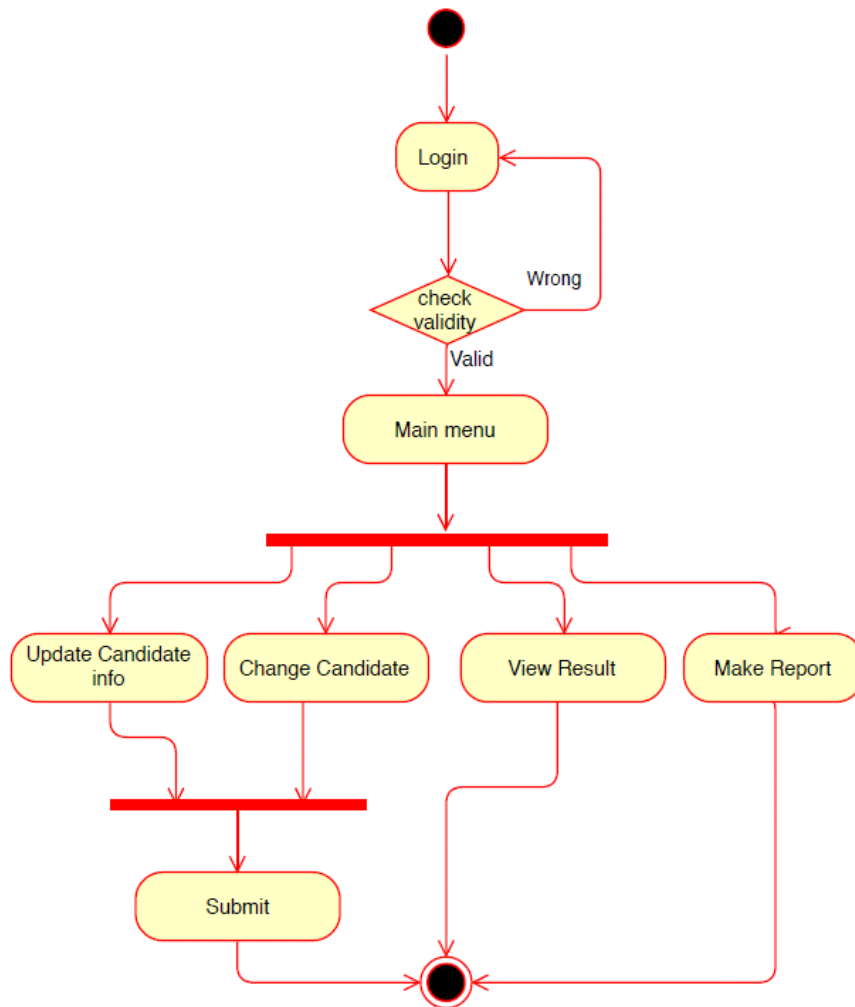 Login
Wrong
check
validity
Valid
Main menu
Update Candidate
info
Change Candidate
View Result
Make Report
Submit